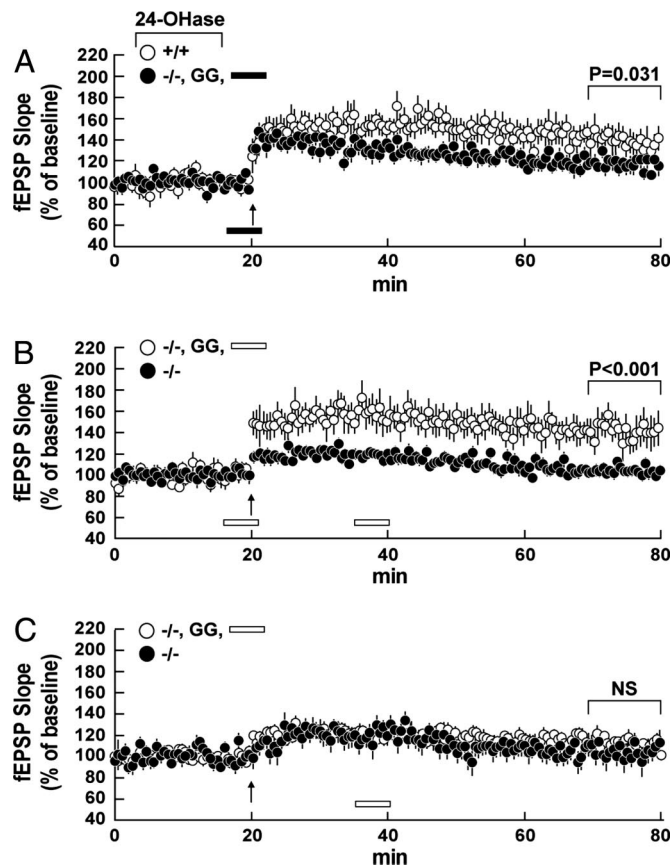 24-OHase
A
+/+
-/-, GG,
P=0.031
fEPSP Slope
(% of baseline)
220
200
180
160
140
120
100
80
60
40
0
20
40
60
80
min
B
-/-, GG,
-/-
P<0.001
fEPSP Slope
(% of baseline)
220
200
180
160
140
120
100
80
60
40
0
20
40
60
80
min
C
-/-, GG,
-/-
NS
fEPSP Slope
(% of baseline)
220
200
180
160
140
120
100
80
60
40
0
20
40
60
80
min